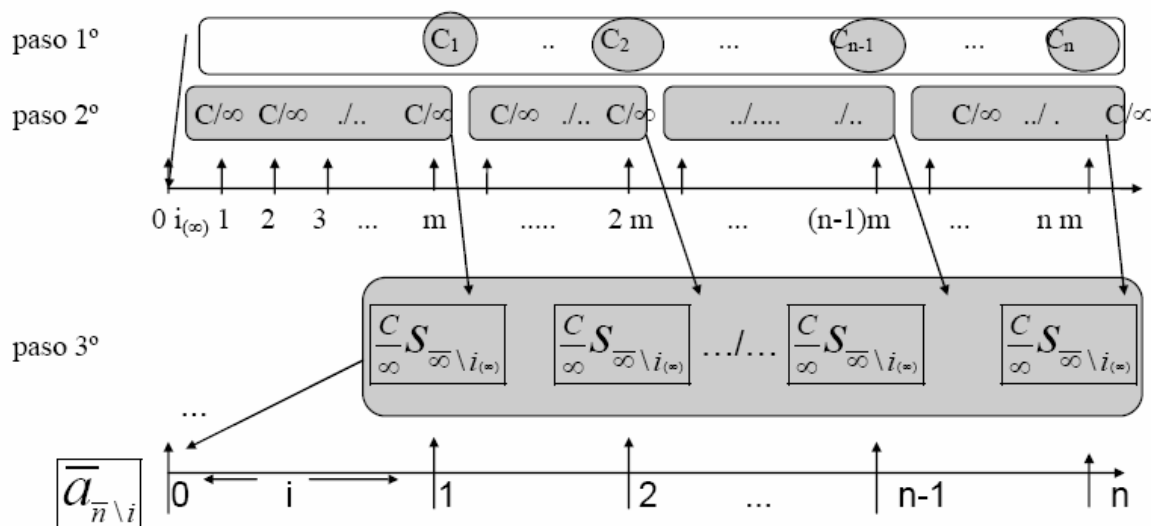 paso 1º C₁ .. C₂ ... Cₙ₋₁ ... Cₙ
paso 2º C/∞ C/∞ ./.. C/∞ C/∞ ./.. C/∞ ../.... ./.. C/∞ ../ . C/∞
0 i₍∞₎ 1 2 3 ... m ..... 2 m ... (n-1)m ... n m
paso 3º C/∞ S ∞\i₍∞₎ C/∞ S ∞\i₍∞₎ .../... C/∞ S ∞\i₍∞₎ C/∞ S ∞\i₍∞₎
...
a̅ n̅\i 0 i 1 2 ... n-1 n